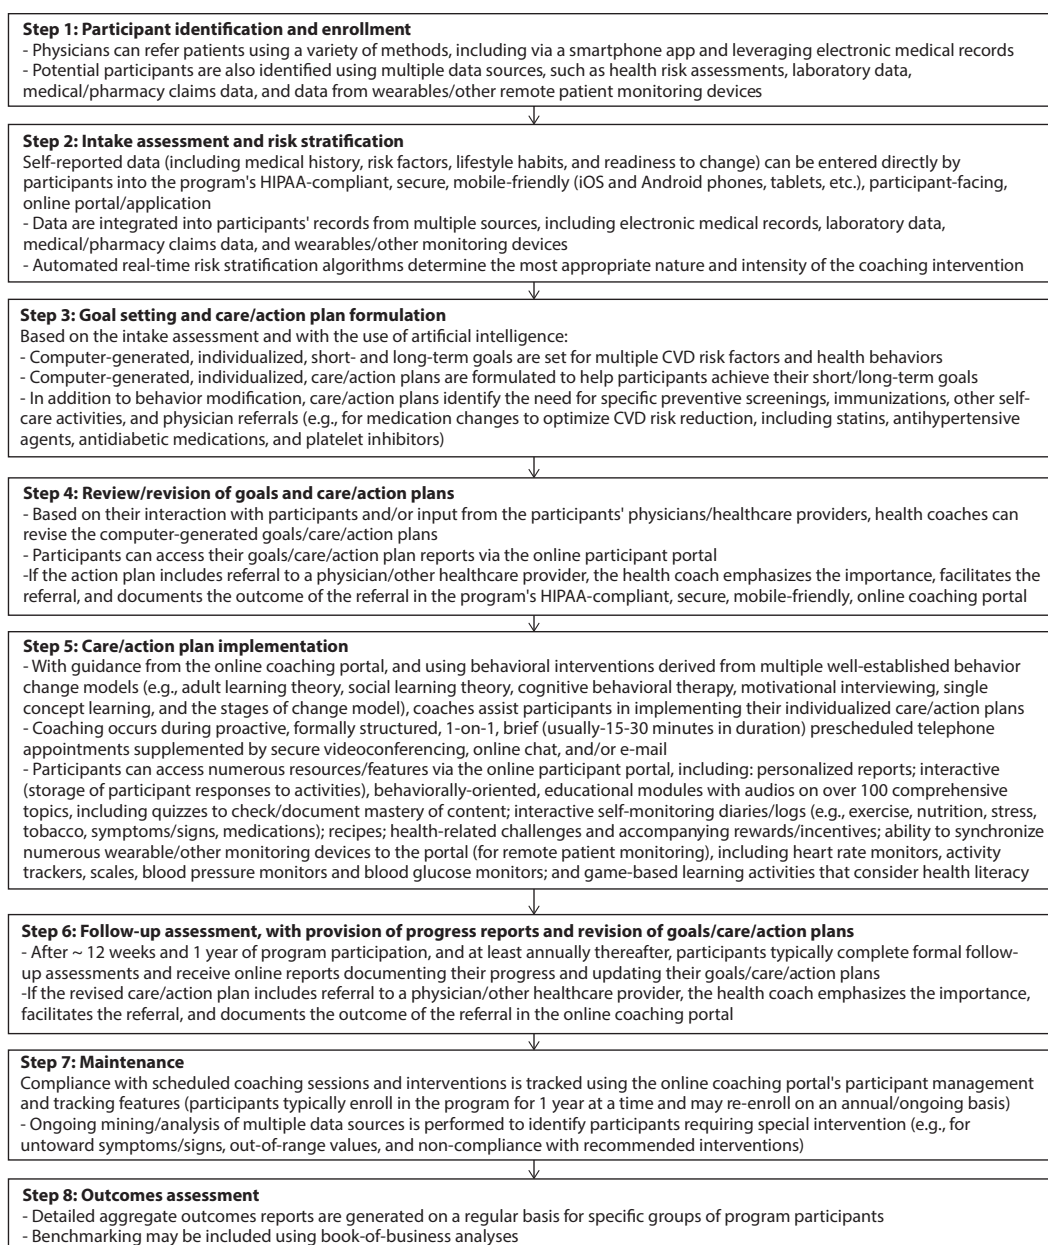 Step 1: Participant identification and enrollment
- Physicians can refer patients using a variety of methods, including via a smartphone app and leveraging electronic medical records
- Potential participants are also identified using multiple data sources, such as health risk assessments, laboratory data,
medical/pharmacy claims data, and data from wearables/other remote patient monitoring devices
Step 2: Intake assessment and risk stratification
Self-reported data (including medical history, risk factors, lifestyle habits, and readiness to change) can be entered directly by
participants into the program's HIPAA-compliant, secure, mobile-friendly (iOS and Android phones, tablets, etc.), participant-facing,
online portal/application
- Data are integrated into participants' records from multiple sources, including electronic medical records, laboratory data,
medical/pharmacy claims data, and wearables/other monitoring devices
- Automated real-time risk stratification algorithms determine the most appropriate nature and intensity of the coaching intervention
Step 3: Goal setting and care/action plan formulation
Based on the intake assessment and with the use of artificial intelligence:
- Computer-generated, individualized, short- and long-term goals are set for multiple CVD risk factors and health behaviors
- Computer-generated, individualized, care/action plans are formulated to help participants achieve their short/long-term goals
- In addition to behavior modification, care/action plans identify the need for specific preventive screenings, immunizations, other self-
care activities, and physician referrals (e.g., for medication changes to optimize CVD risk reduction, including statins, antihypertensive
agents, antidiabetic medications, and platelet inhibitors)
Step 4: Review/revision of goals and care/action plans
- Based on their interaction with participants and/or input from the participants' physicians/healthcare providers, health coaches can
revise the computer-generated goals/care/action plans
- Participants can access their goals/care/action plan reports via the online participant portal
-If the action plan includes referral to a physician/other healthcare provider, the health coach emphasizes the importance, facilitates the
referral, and documents the outcome of the referral in the program's HIPAA-compliant, secure, mobile-friendly, online coaching portal
Step 5: Care/action plan implementation
- With guidance from the online coaching portal, and using behavioral interventions derived from multiple well-established behavior
change models (e.g., adult learning theory, social learning theory, cognitive behavioral therapy, motivational interviewing, single
concept learning, and the stages of change model), coaches assist participants in implementing their individualized care/action plans
- Coaching occurs during proactive, formally structured, 1-on-1, brief (usually-15-30 minutes in duration) prescheduled telephone
appointments supplemented by secure videoconferencing, online chat, and/or e-mail
- Participants can access numerous resources/features via the online participant portal, including: personalized reports; interactive
(storage of participant responses to activities), behaviorally-oriented, educational modules with audios on over 100 comprehensive
topics, including quizzes to check/document mastery of content; interactive self-monitoring diaries/logs (e.g., exercise, nutrition, stress,
tobacco, symptoms/signs, medications); recipes; health-related challenges and accompanying rewards/incentives; ability to synchronize
numerous wearable/other monitoring devices to the portal (for remote patient monitoring), including heart rate monitors, activity
trackers, scales, blood pressure monitors and blood glucose monitors; and game-based learning activities that consider health literacy
Step 6: Follow-up assessment, with provision of progress reports and revision of goals/care/action plans
- After ~ 12 weeks and 1 year of program participation, and at least annually thereafter, participants typically complete formal follow-
up assessments and receive online reports documenting their progress and updating their goals/care/action plans
-If the revised care/action plan includes referral to a physician/other healthcare provider, the health coach emphasizes the importance,
facilitates the referral, and documents the outcome of the referral in the online coaching portal
Step 7: Maintenance
Compliance with scheduled coaching sessions and interventions is tracked using the online coaching portal's participant management
and tracking features (participants typically enroll in the program for 1 year at a time and may re-enroll on an annual/ongoing basis)
- Ongoing mining/analysis of multiple data sources is performed to identify participants requiring special intervention (e.g., for
untoward symptoms/signs, out-of-range values, and non-compliance with recommended interventions)
Step 8: Outcomes assessment
- Detailed aggregate outcomes reports are generated on a regular basis for specific groups of program participants
- Benchmarking may be included using book-of-business analyses